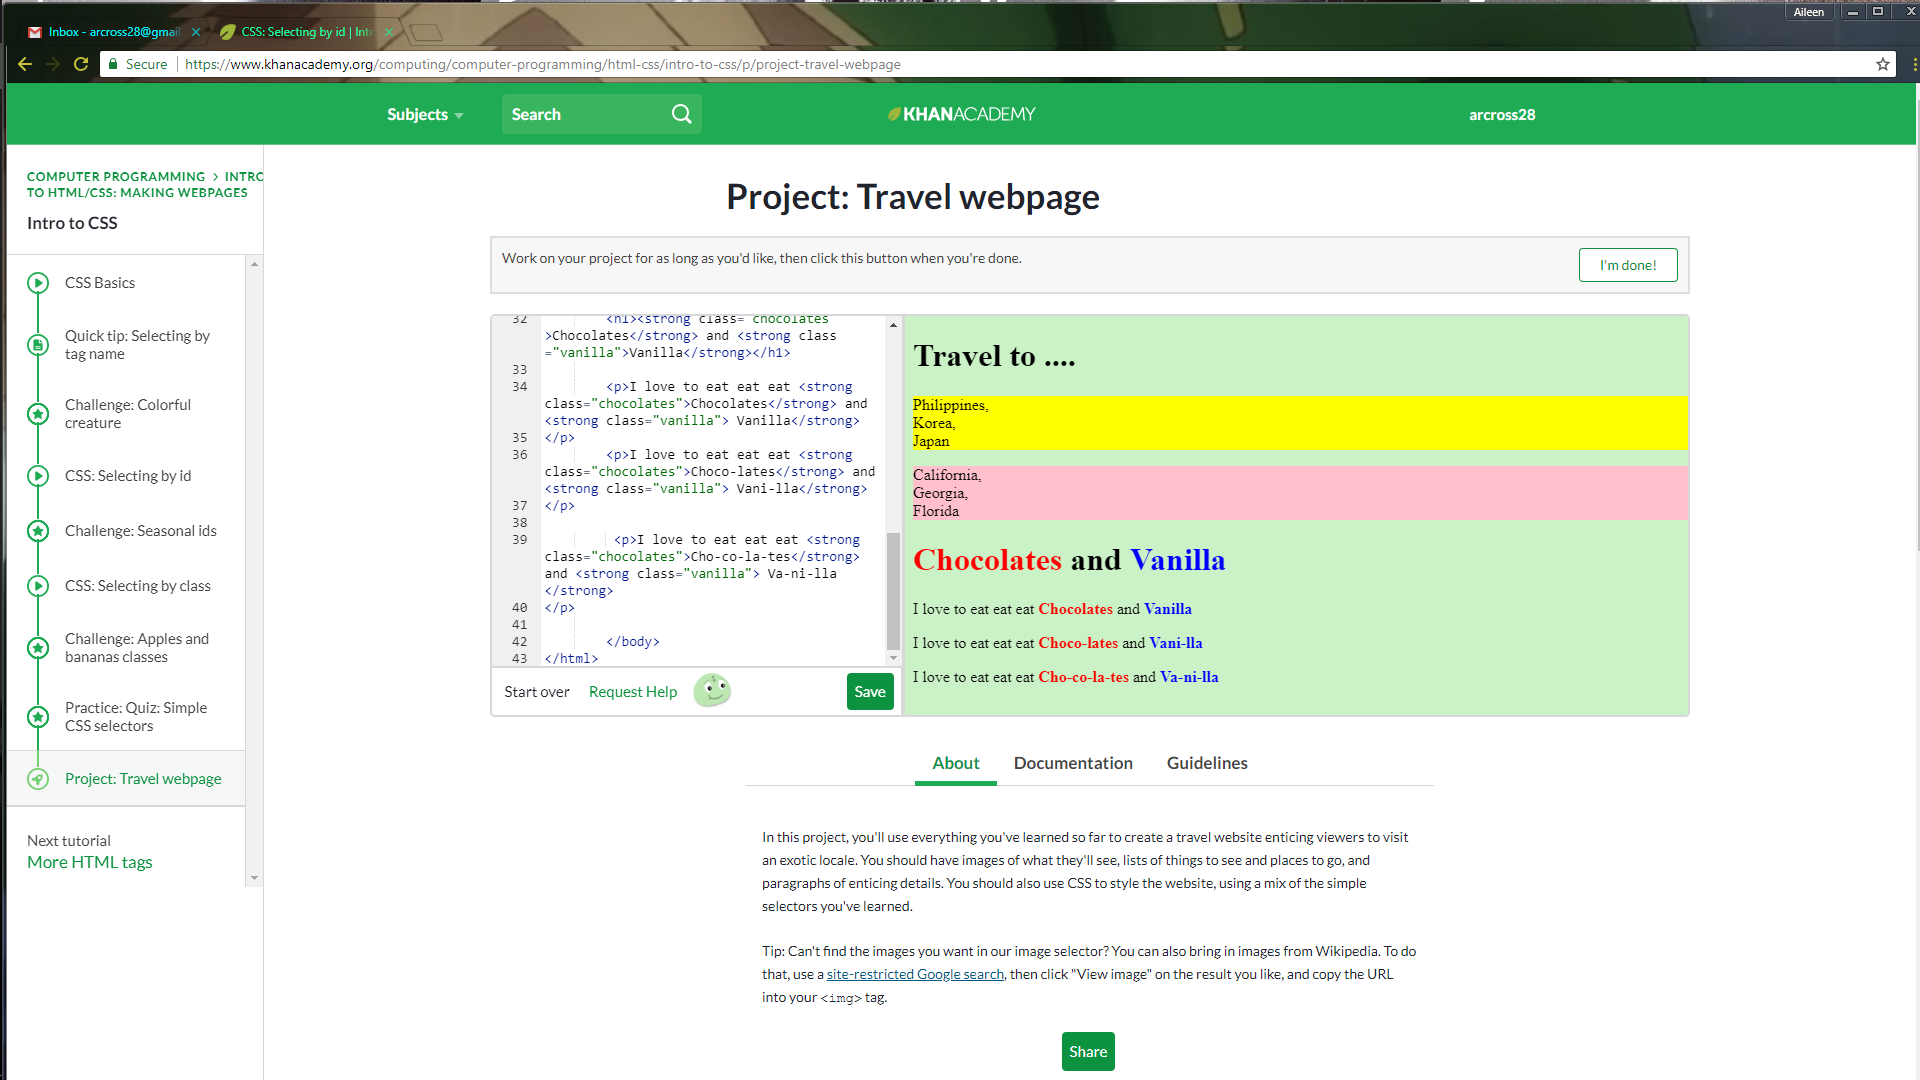 Aileen
Inbox - arcross28@gmail
CSS: Selecting by id | Intr
Secure
https://www.khanacademy.org/computing/computer-programming/html-css/intro-to-css/p/project-travel-webpage
Subjects
Search
KHANACADEMY
arcross28
COMPUTER PROGRAMMING > INTRO
TO HTML/CSS: MAKING WEBPAGES
Intro to CSS
CSS Basics
Quick tip: Selecting by
tag name
Challenge: Colorful
creature
CSS: Selecting by id
Challenge: Seasonal ids
CSS: Selecting by class
Challenge: Apples and
bananas classes
Practice: Quiz: Simple
CSS selectors
Project: Travel webpage
Next tutorial
More HTML tags
Project: Travel webpage
Work on your project for as long as you'd like, then click this button when you're done.
I'm done!
32 <h1><strong class="chocolates"
>Chocolates</strong> and <strong class
="vanilla">Vanilla</strong></h1>
33
34 <p>I love to eat eat eat <strong
class="chocolates">Chocolates</strong> and
<strong class="vanilla"> Vanilla</strong>
35 </p>
36 <p>I love to eat eat eat <strong
class="chocolates">Choco-lates</strong> and
<strong class="vanilla"> Vani-lla</strong>
37 </p>
38
39 <p>I love to eat eat eat <strong
class="chocolates">Cho-co-la-tes</strong>
and <strong class="vanilla"> Va-ni-lla
</strong>
40 </p>
41
42 </body>
43 </html>
Start over
Request Help
Save
Travel to ....
Philippines,
Korea,
Japan
California,
Georgia,
Florida
Chocolates and Vanilla
I love to eat eat eat Chocolates and Vanilla
I love to eat eat eat Choco-lates and Vani-lla
I love to eat eat eat Cho-co-la-tes and Va-ni-lla
About
Documentation
Guidelines
In this project, you'll use everything you've learned so far to create a travel website enticing viewers to visit
an exotic locale. You should have images of what they'll see, lists of things to see and places to go, and
paragraphs of enticing details. You should also use CSS to style the website, using a mix of the simple
selectors you've learned.
Tip: Can't find the images you want in our image selector? You can also bring in images from Wikipedia. To do
that, use a site-restricted Google search, then click "View image" on the result you like, and copy the URL
into your <img> tag.
Share